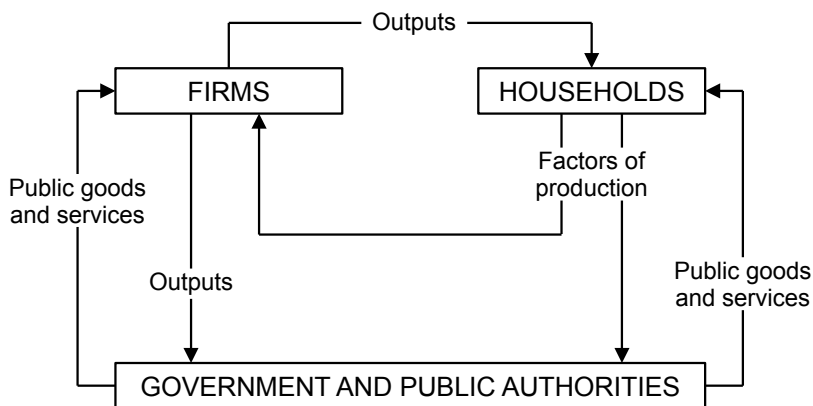 Outputs
FIRMS
HOUSEHOLDS
Factors of
production
Public goods
and services
Outputs
Public goods
and services
GOVERNMENT AND PUBLIC AUTHORITIES